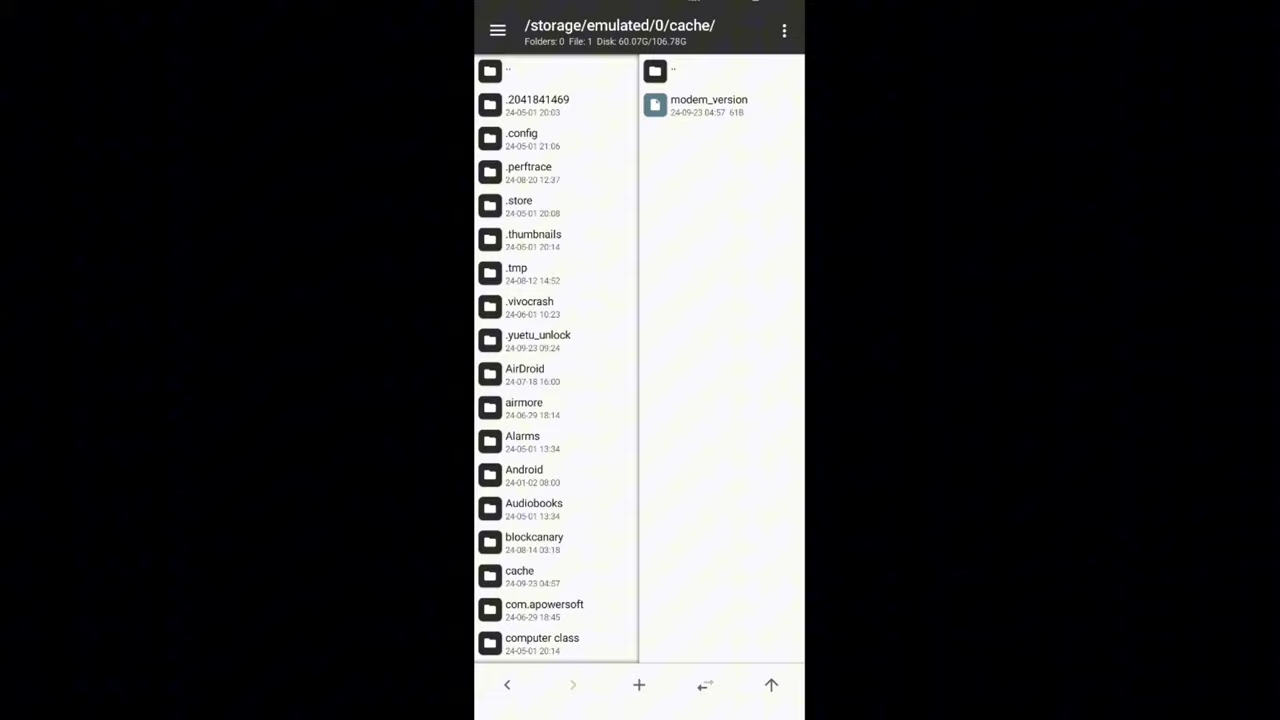 /storage/emulated/0/cache/
Folders: 0 File: 1 Disk: 60.07G/106.78G
..
.2041841469
24-05-01 20:03
.config
24-05-01 21:06
.perftrace
24-08-20 12:37
.store
24-05-01 20:08
.thumbnails
24-05-01 20:14
.tmp
24-08-12 14:52
.vivocrash
24-06-01 10:23
.yuetu_unlock
24-09-23 09:24
AirDroid
24-07-18 16:00
airmore
24-06-29 18:14
Alarms
24-05-01 13:34
Android
24-01-02 08:00
Audiobooks
24-05-01 13:34
blockcanary
24-08-14 03:18
cache
24-09-23 04:57
com.apowersoft
24-06-29 18:45
computer class
24-05-01 20:14
..
modem_version
24-09-23 04:57 61B